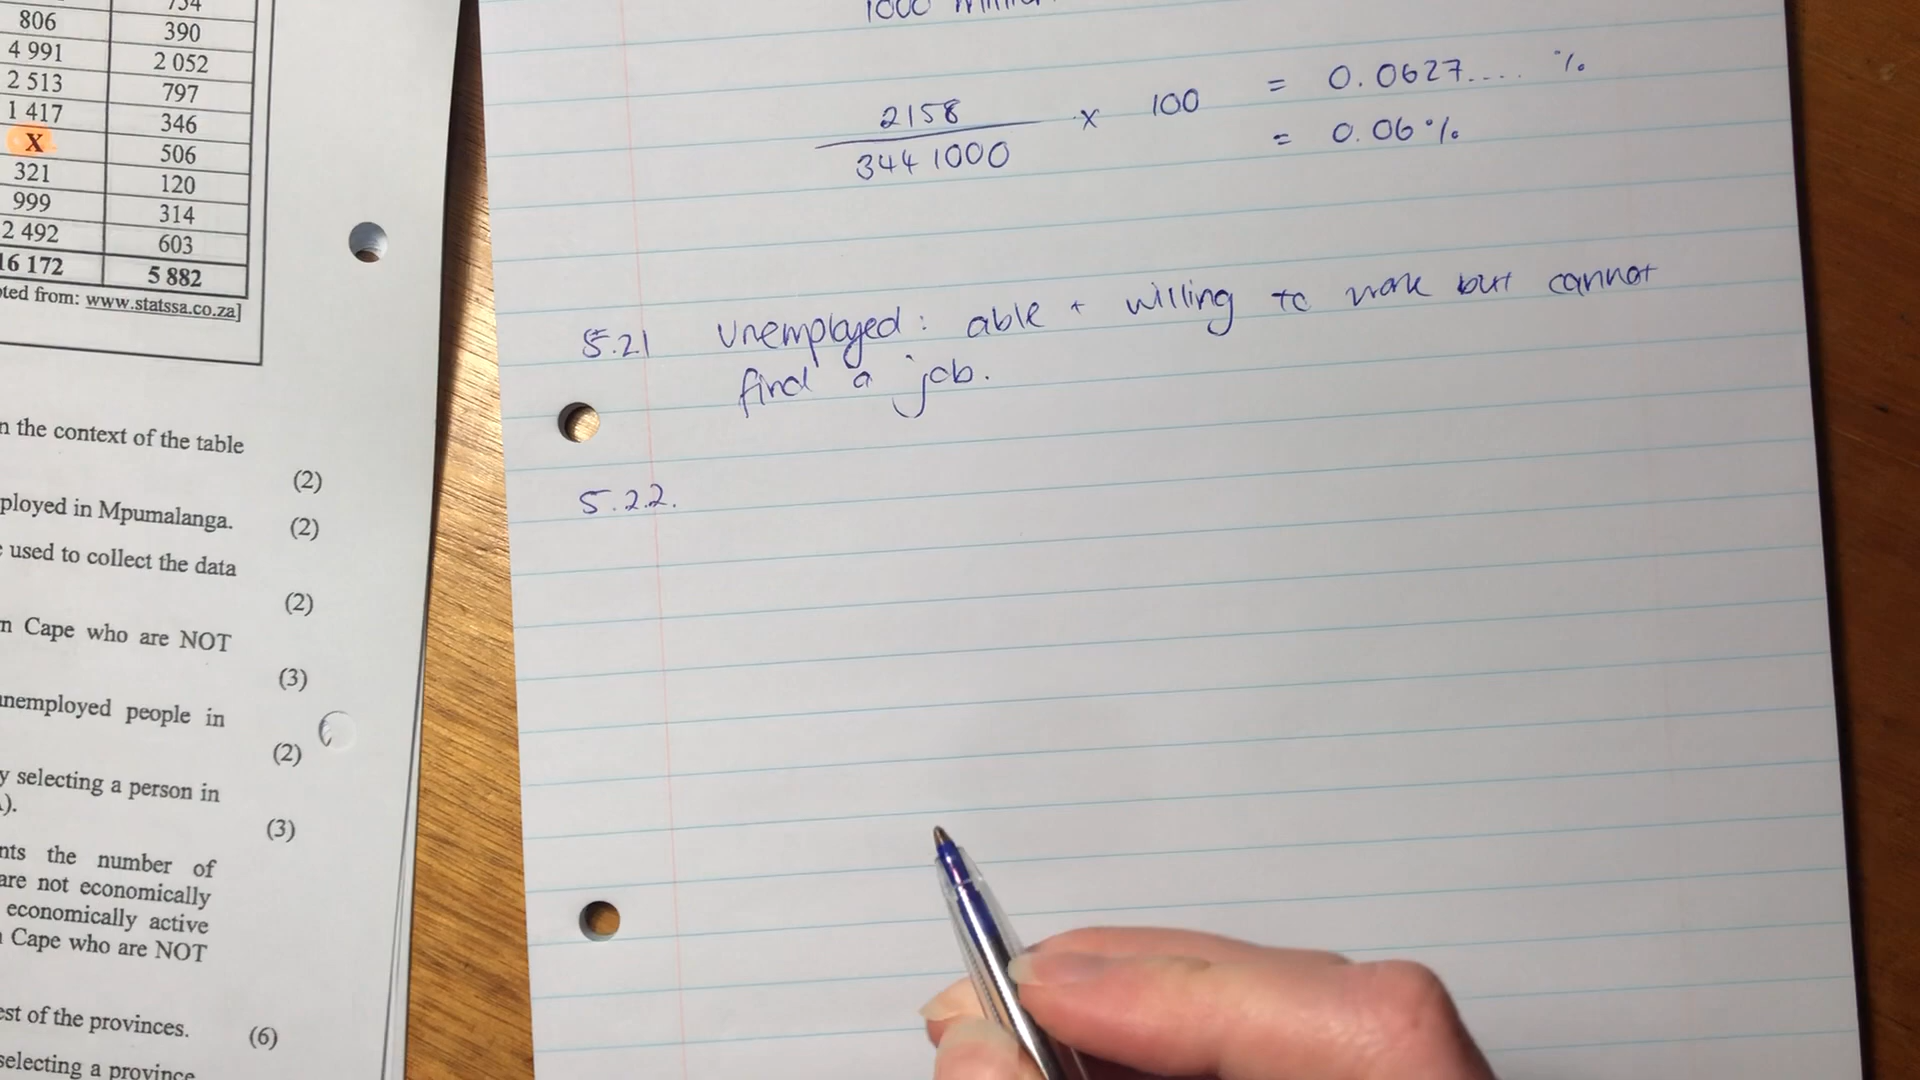 754
806 390
4 991 2 052
2 513 797
1 417 346
X 506
321 120
999 314
2 492 603
16 172 5 882
ted from: www.statssa.co.za]
n the context of the table
(2)
ployed in Mpumalanga. (2)
used to collect the data
(2)
n Cape who are NOT
(3)
nemployed people in
(2)
y selecting a person in
).
(3)
nts the number of
are not economically
economically active
Cape who are NOT
est of the provinces. (6)
selecting a province
1000
2158
3441000
× 100 = 0.0627.... %
= 0.06%
5.21 Unemployed: able + willing to work but cannot
find a job.
5.2.2.